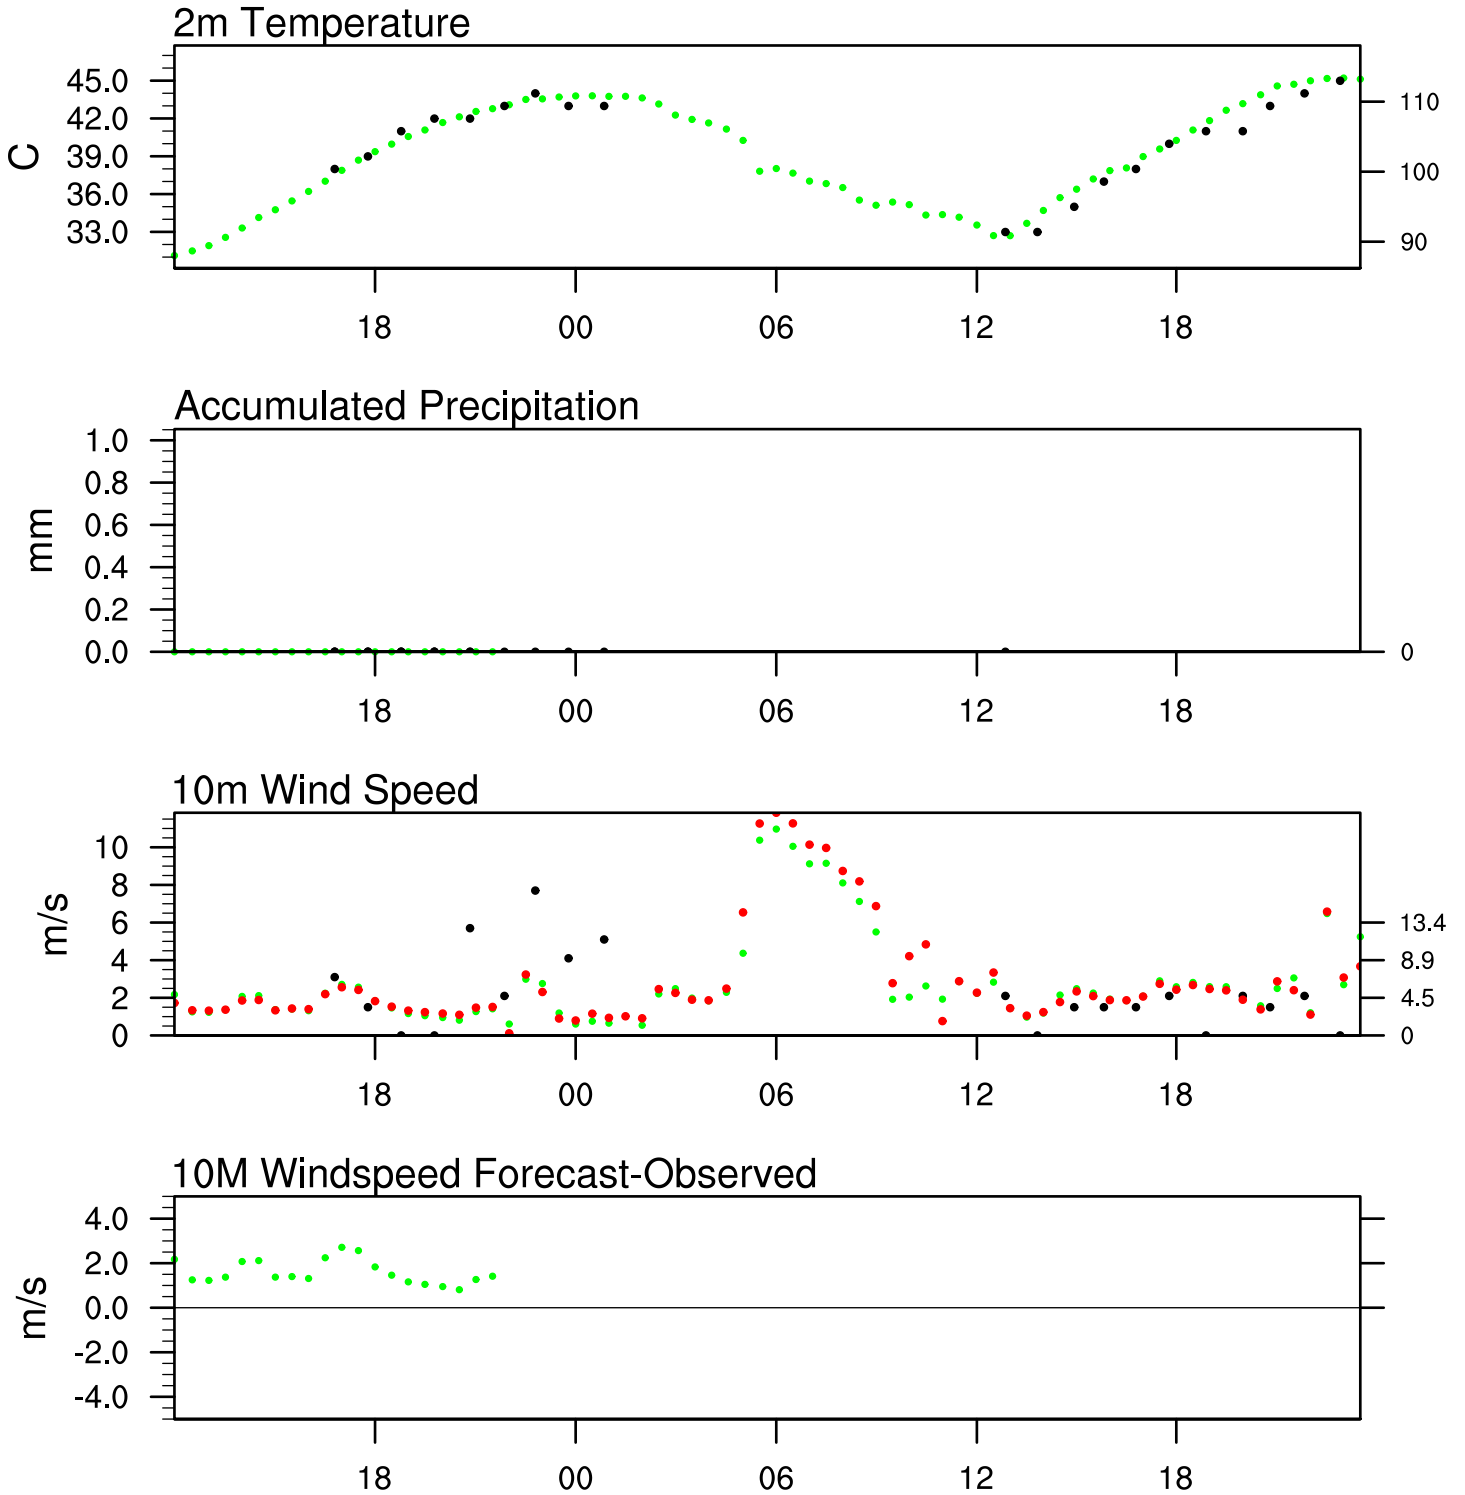 2m Temperature
45.0
42.0
39.0
36.0
33.0
C
110
100
90
18 00 06 12 18
Accumulated Precipitation
1.0
0.8
0.6
0.4
0.2
0.0
mm
0
18 00 06 12 18
10m Wind Speed
10
8
6
4
2
0
m/s
13.4
8.9
4.5
0
18 00 06 12 18
10M Windspeed Forecast-Observed
4.0
2.0
0.0
-2.0
-4.0
m/s
18 00 06 12 18